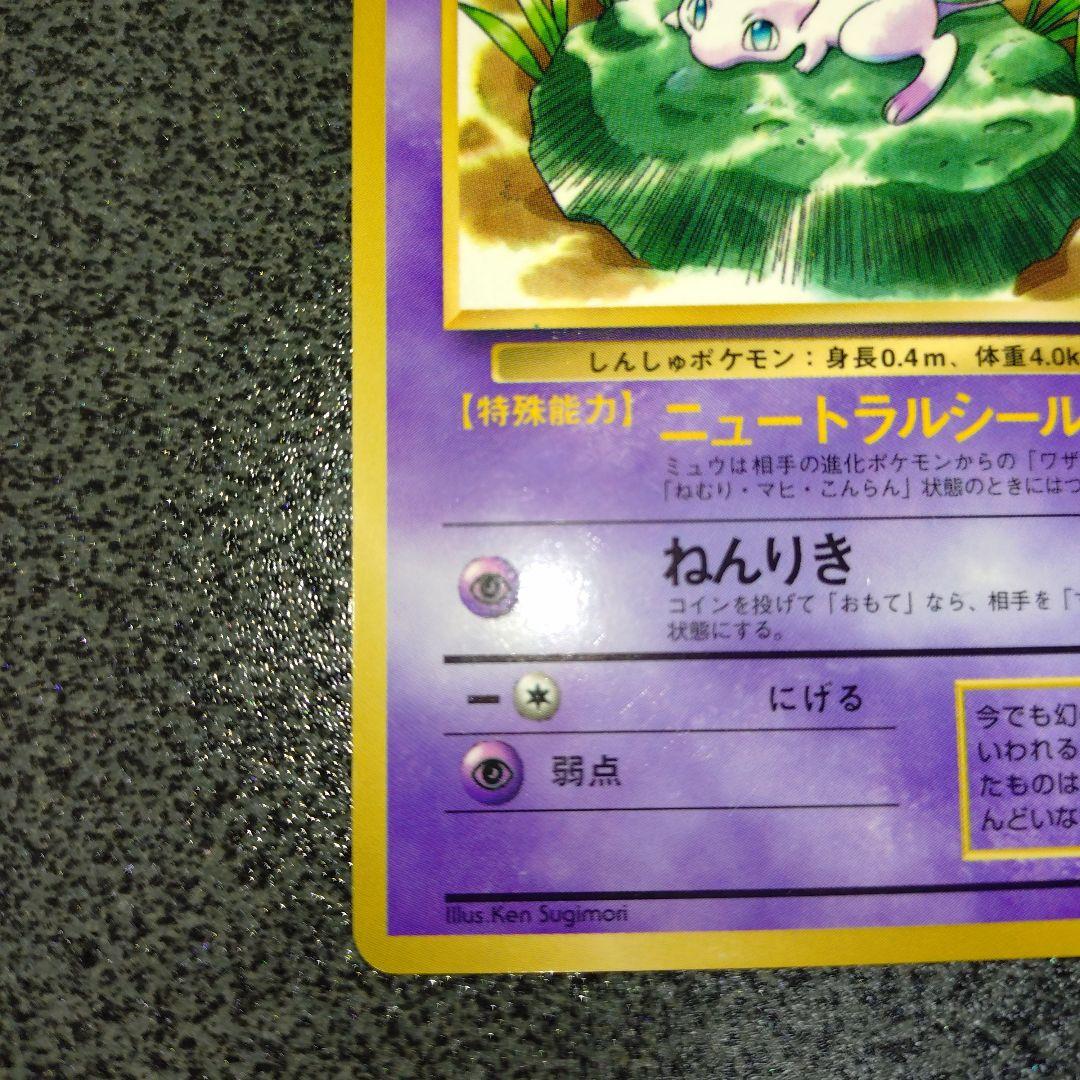 しんしゅポケモン：身長0.4m、体重4.0k
【特殊能力】 ニュートラルシール
ミュウは相手の進化ポケモンからの「ワザ
「ねむり・マヒ・こんらん」状態のときにはつ
ねんりき
コインを投げて「おもて」なら、相手を「マ
状態にする。
にげる
弱点
今でも幻
いわれる
たものは
んどいな
Illus.Ken Sugimori